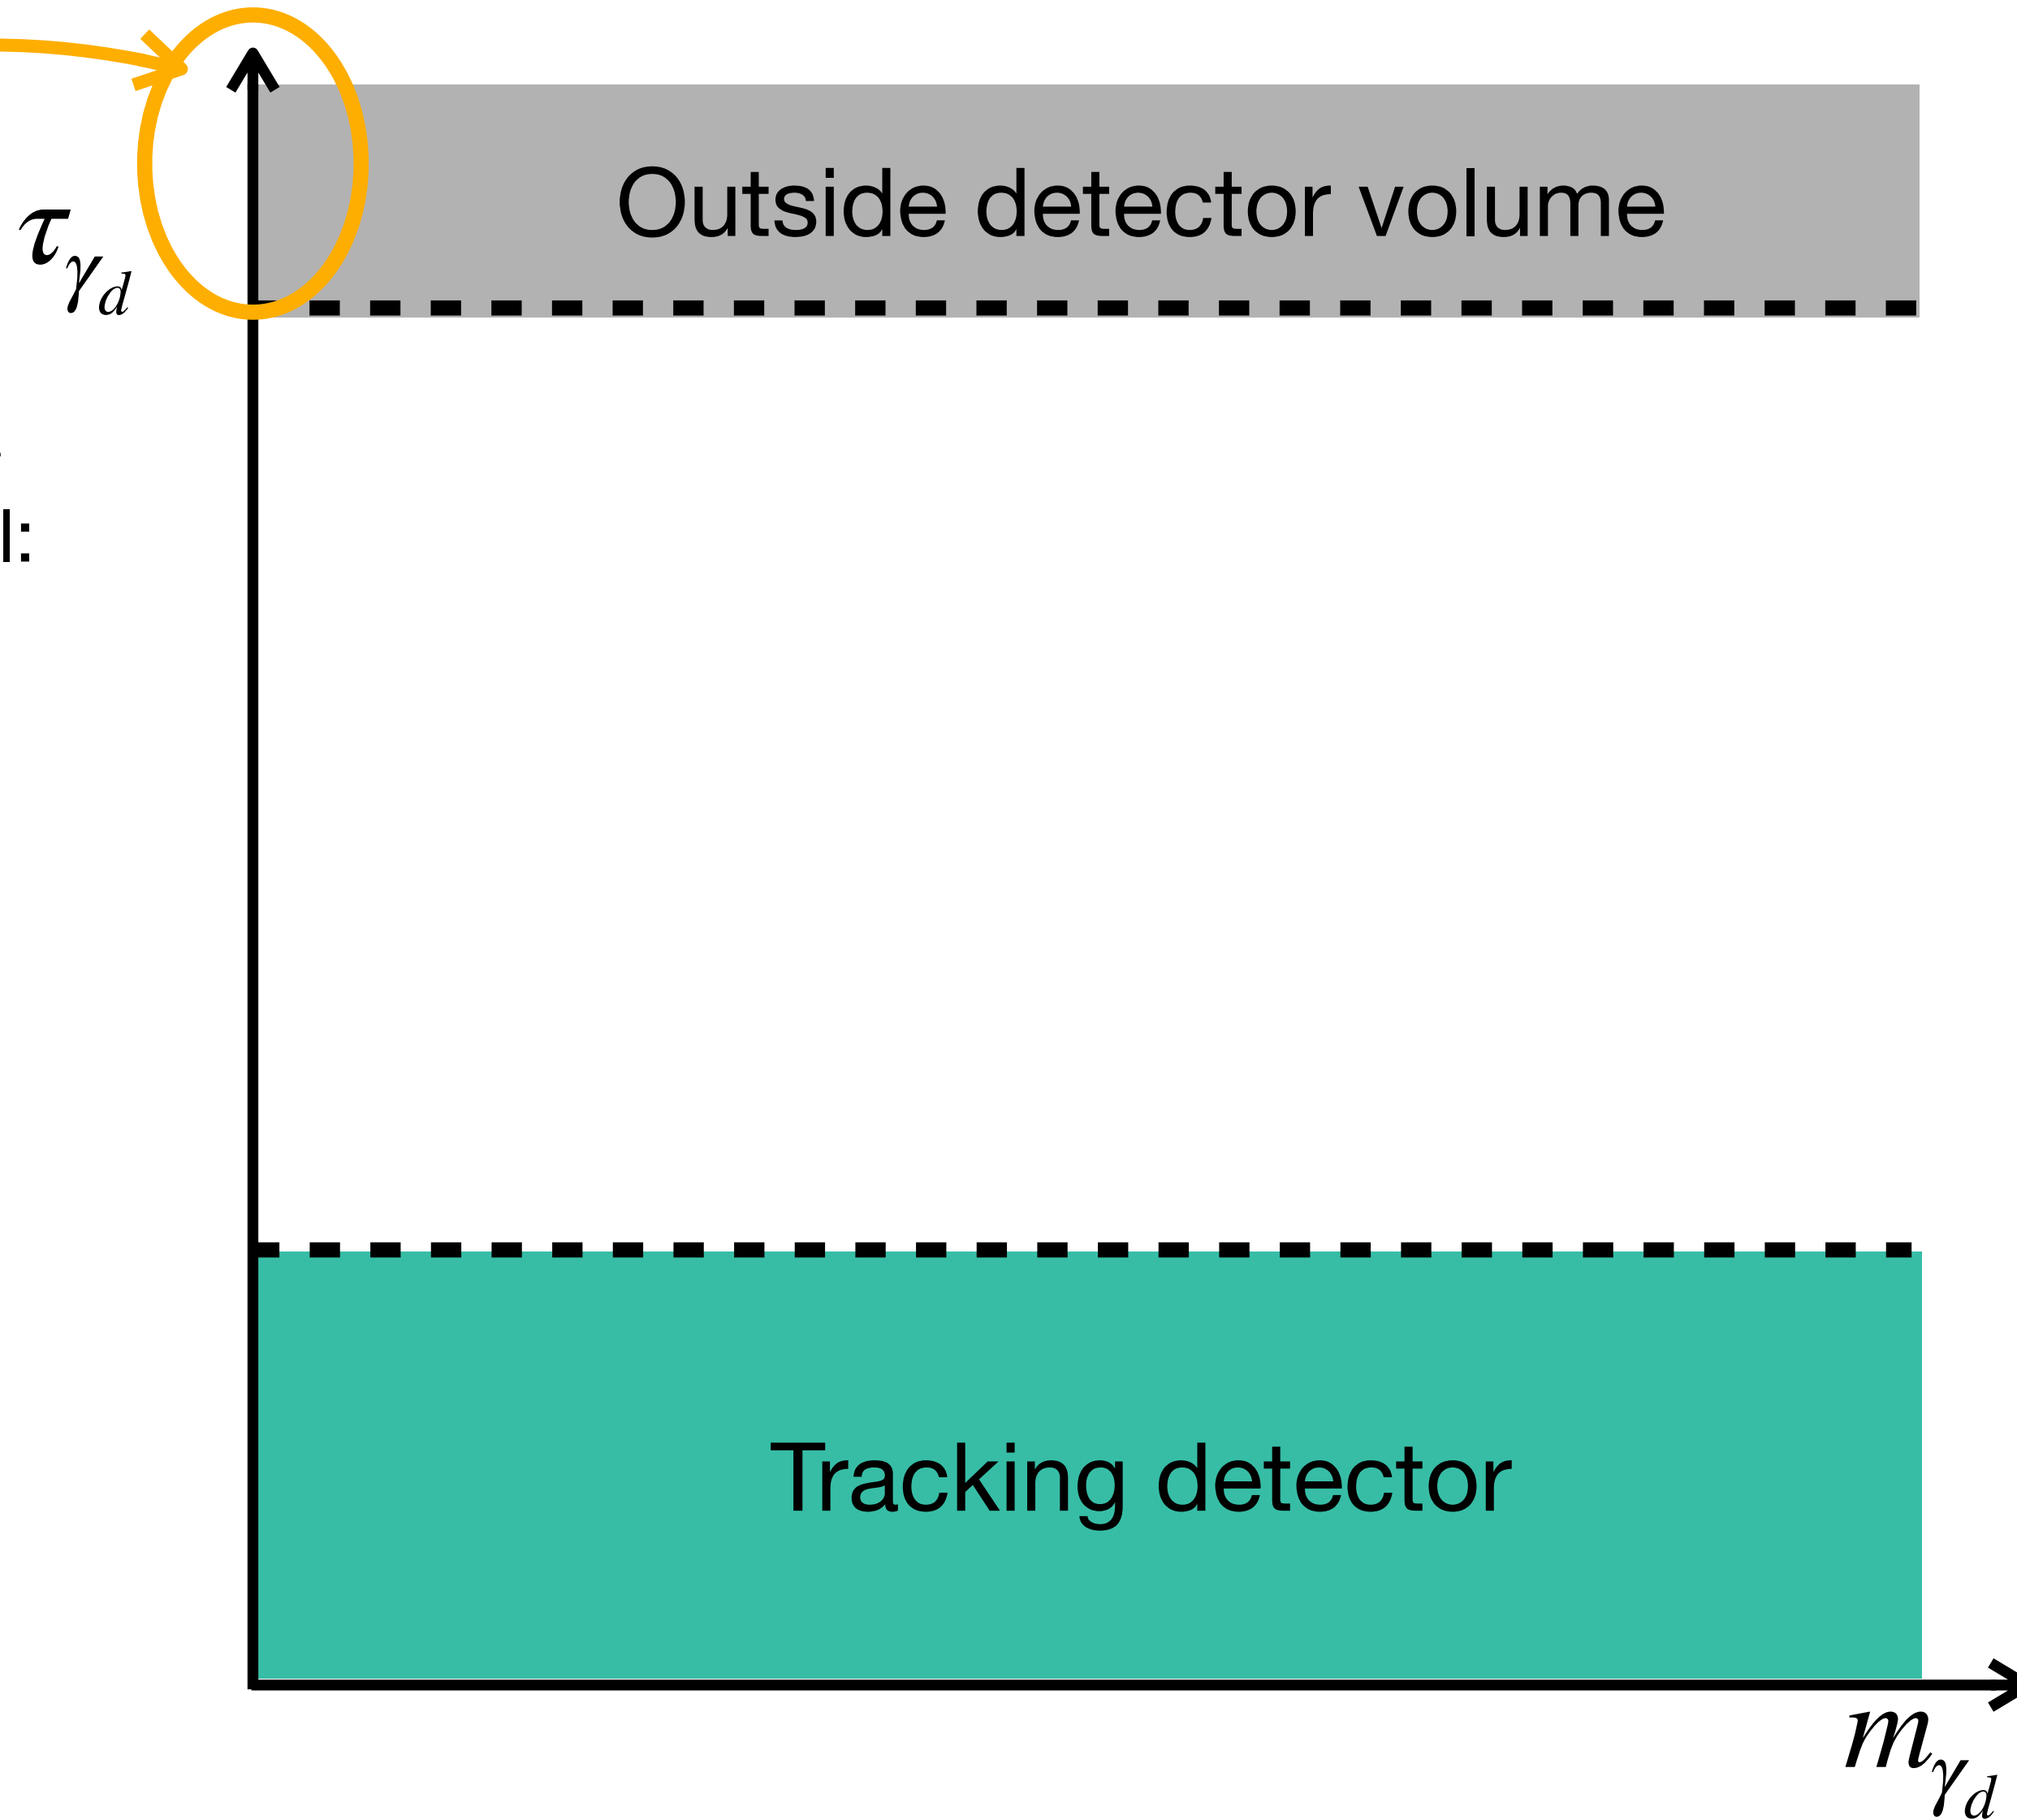 Outside detector volume
τγd
l:
Tracking detector
mγd